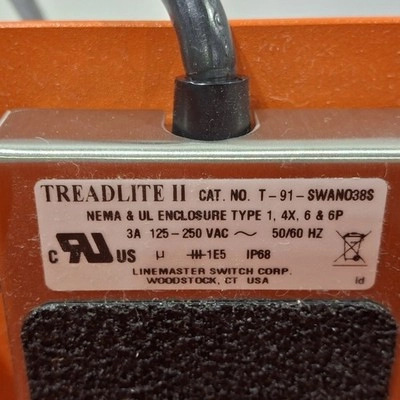 TREADLITE II CAT. NO. T-91-SWANO38S
NEMA & UL ENCLOSURE TYPE 1, 4X, 6 & 6P
3A 125-250 VAC ~ 50/60 HZ
C US µ 1E5 IP68
LINEMASTER SWITCH CORP.
WOODSTOCK, CT USA
id